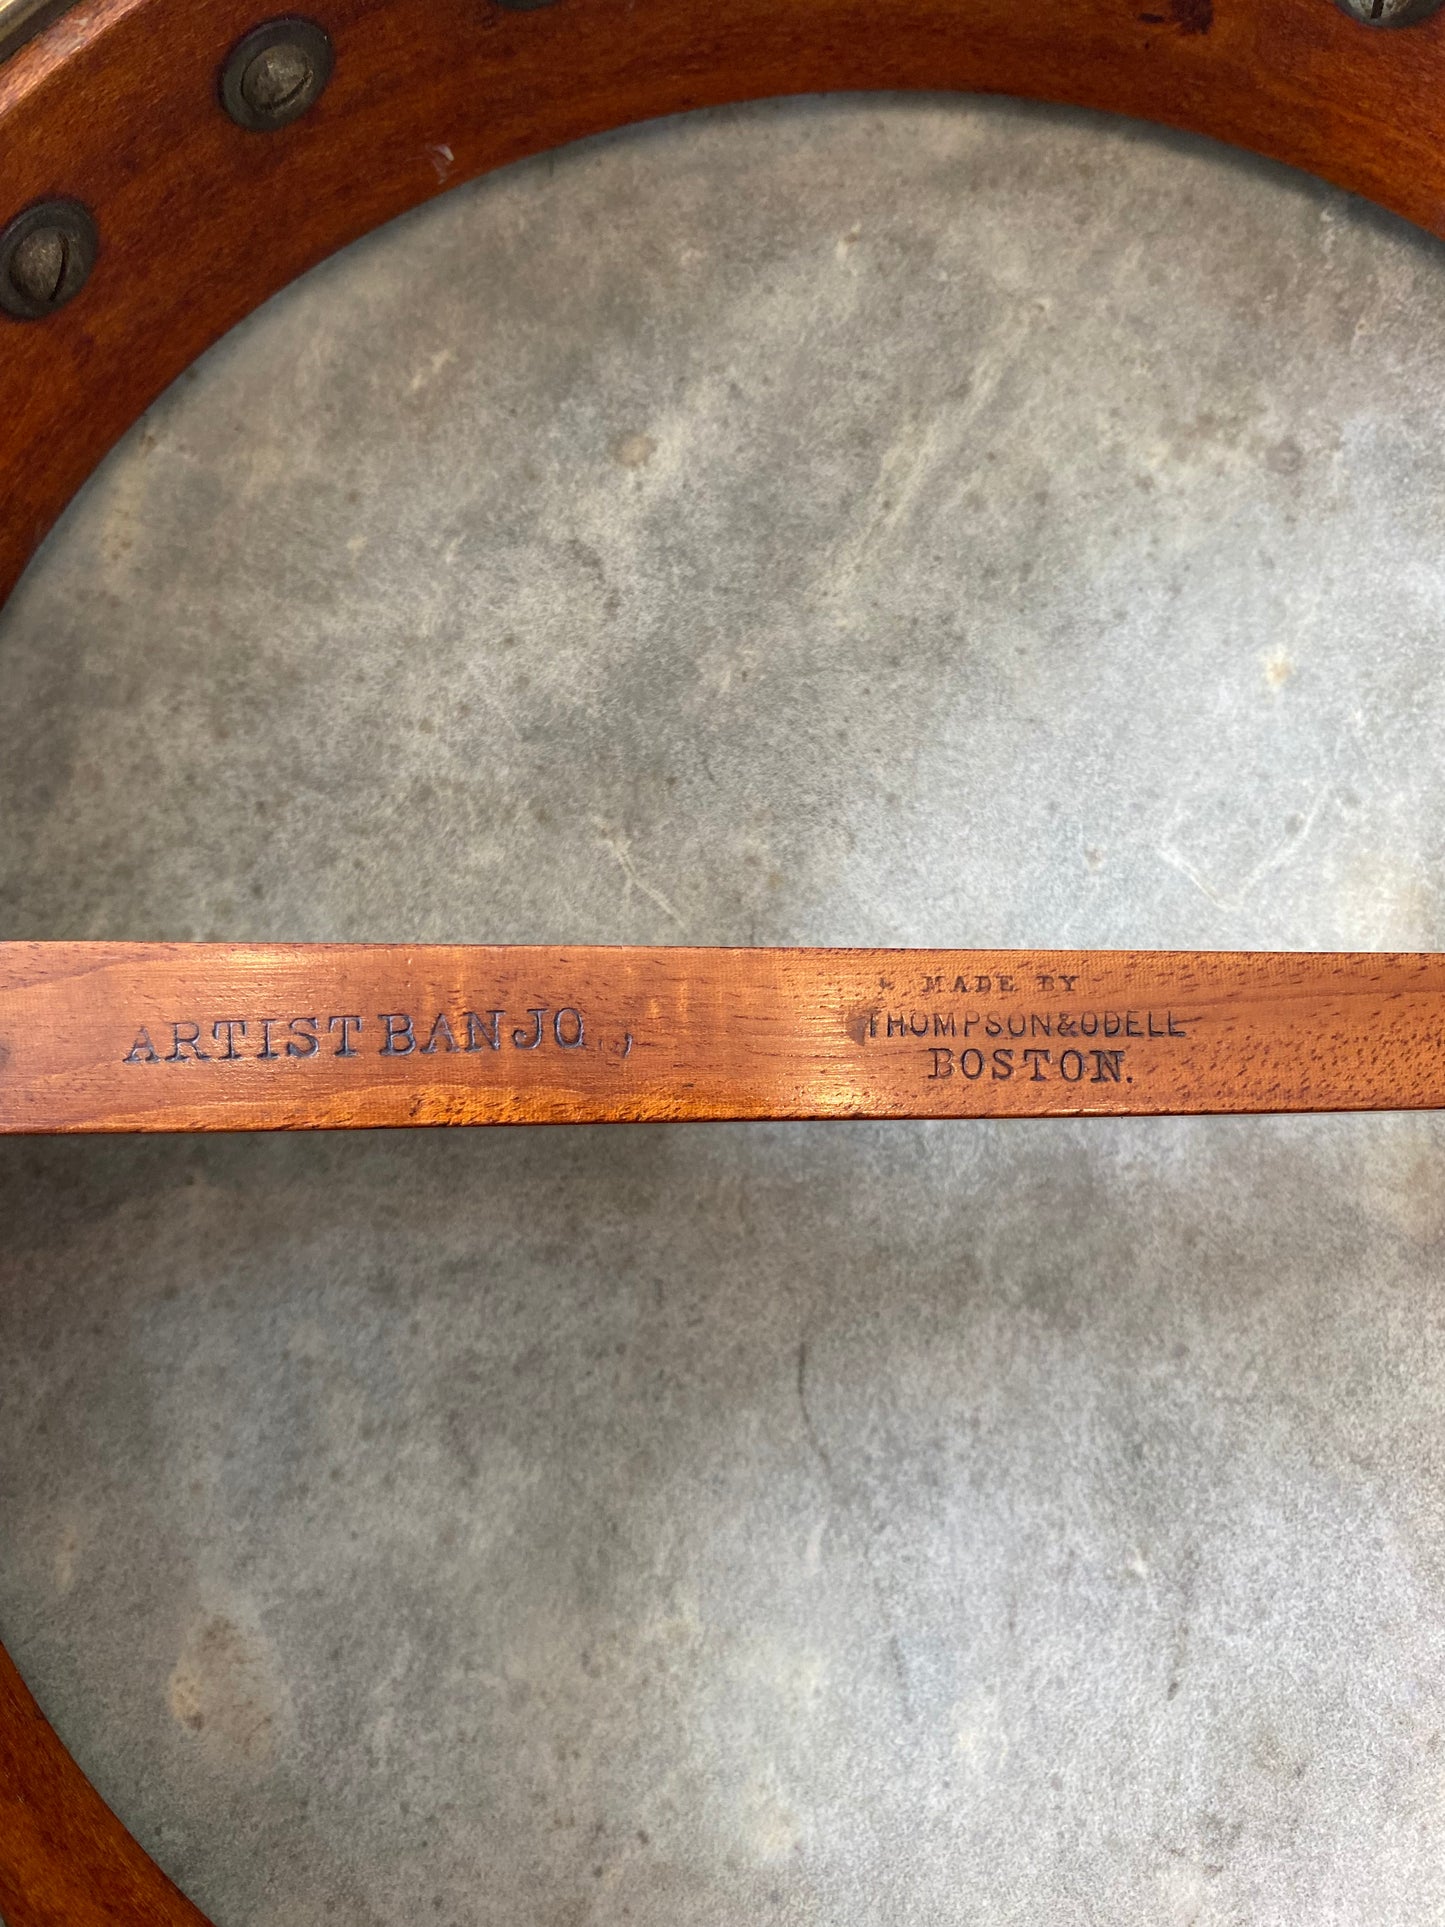 ARTIST BANJO,
MADE BY
THOMPSON&ODELL
BOSTON.